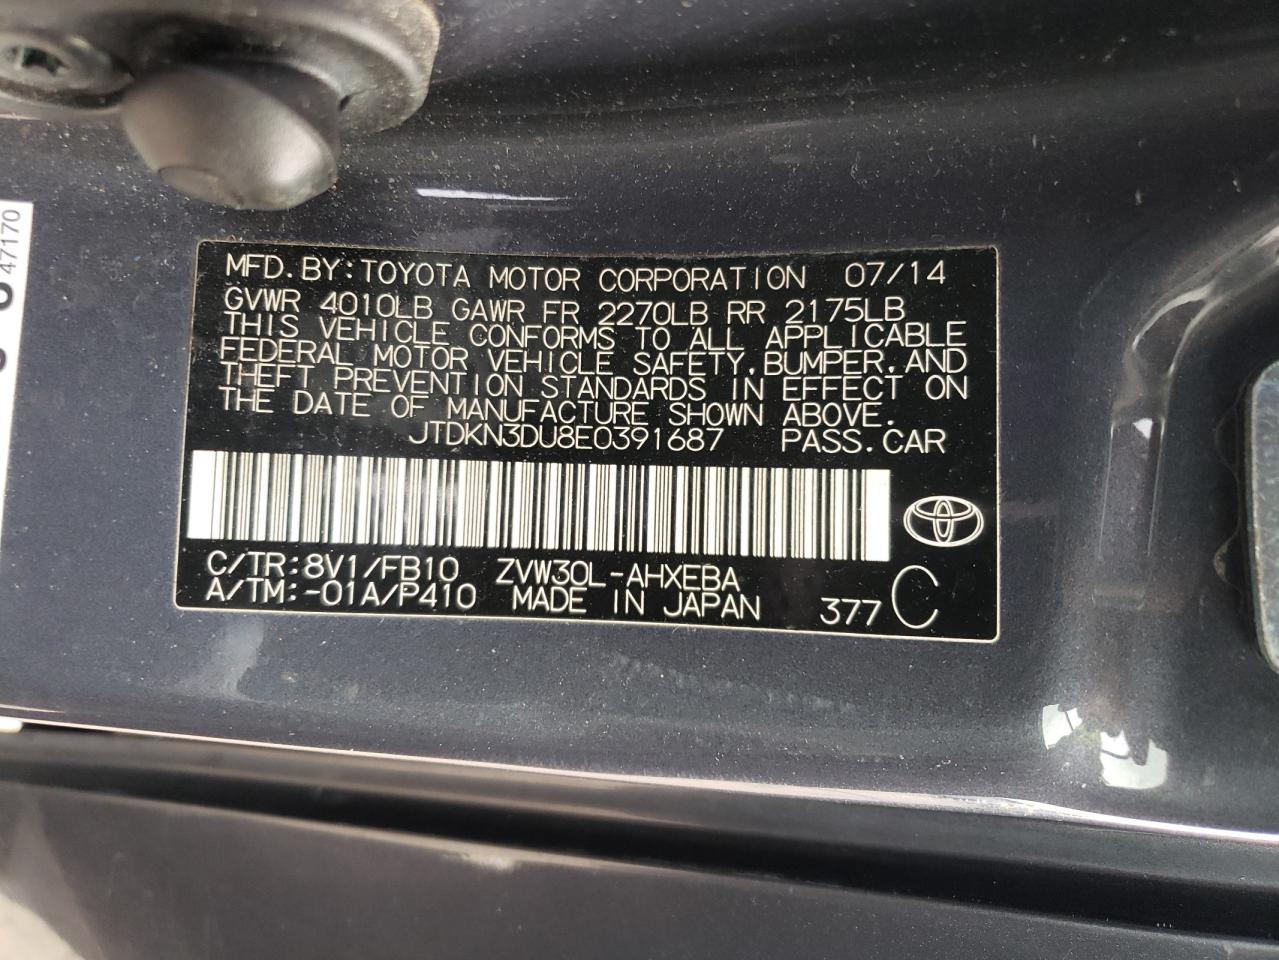 MFD.BY:TOYOTA MOTOR CORPORATION 07/14
GVWR 4010LB GAWR FR 2270LB RR 2175LB
THIS VEHICLE CONFORMS TO ALL APPLICABLE
FEDERAL MOTOR VEHICLE SAFETY,BUMPER,AND
THEFT PREVENTION STANDARDS IN EFFECT ON
THE DATE OF MANUFACTURE SHOWN ABOVE.
JTDKN3DU8E0391687 PASS.CAR
C/TR:8V1/FB10 ZVW30L-AHXEBA
A/TM:-01A/P410 MADE IN JAPAN 377 C
47170